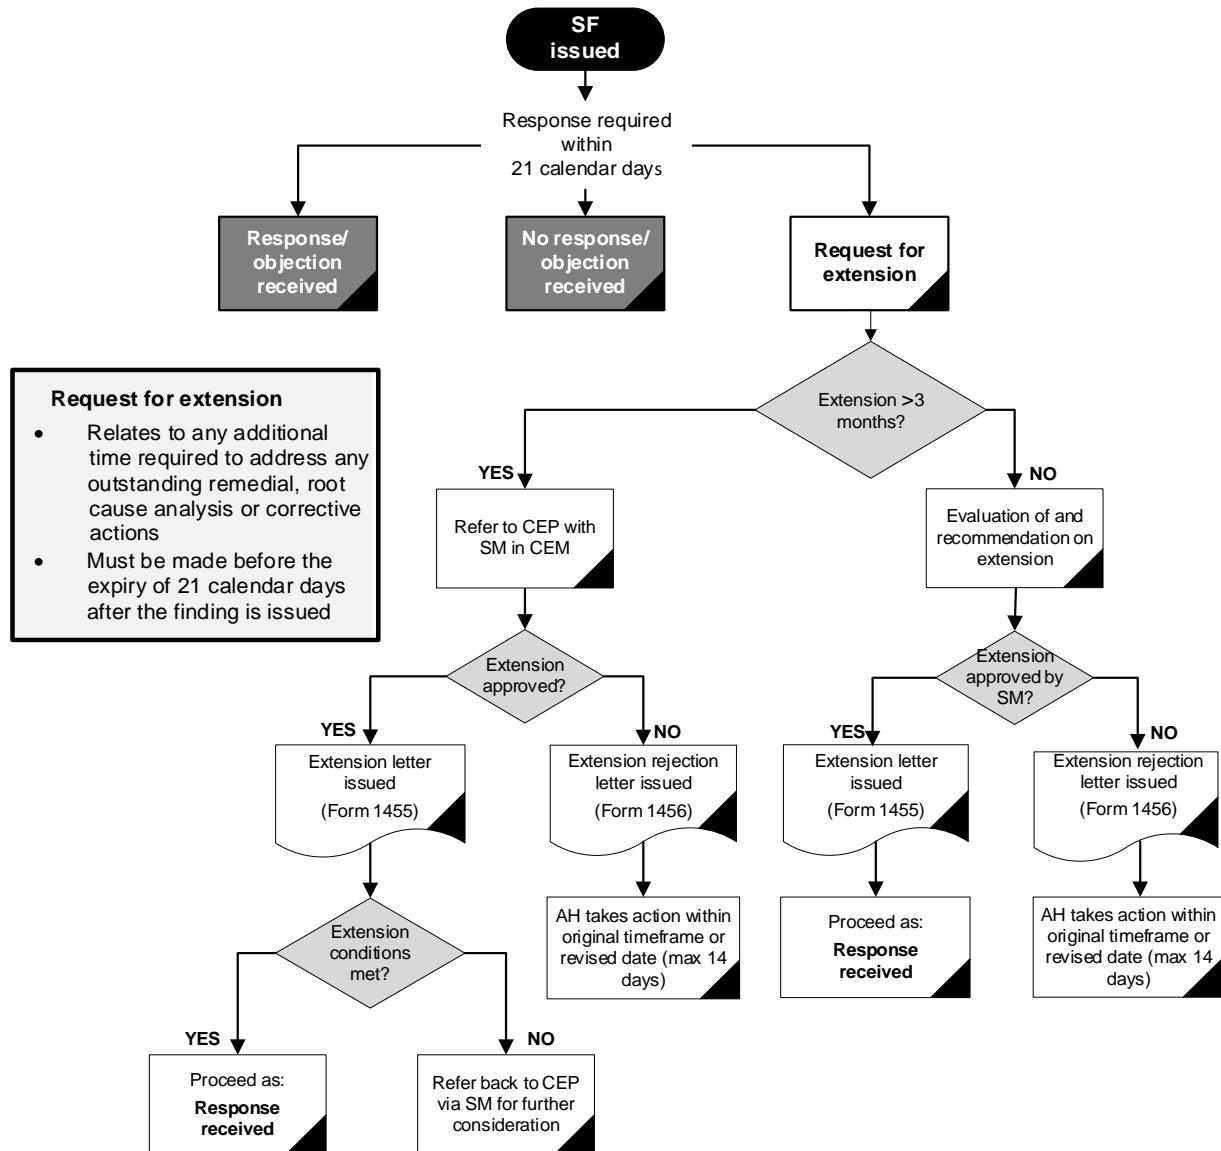 SF
issued
Response required
within
21 calendar days
Response/
objection
received
No response/
objection
received
Request for
extension
Request for extension
• Relates to any additional
time required to address any
outstanding remedial, root
cause analysis or corrective
actions
• Must be made before the
expiry of 21 calendar days
after the finding is issued
Extension >3
months?
YES
NO
Refer to CEP with
SM in CEM
Evaluation of and
recommendation on
extension
Extension
approved?
Extension
approved by
SM?
YES
NO
YES
NO
Extension letter
issued
(Form 1455)
Extension rejection
letter issued
(Form 1456)
Extension letter
issued
(Form 1455)
Extension rejection
letter issued
(Form 1456)
Extension
conditions
met?
AH takes action within
original timeframe or
revised date (max 14
days)
Proceed as:
Response
received
AH takes action within
original timeframe or
revised date (max 14
days)
YES
NO
Proceed as:
Response
received
Refer back to CEP
via SM for further
consideration